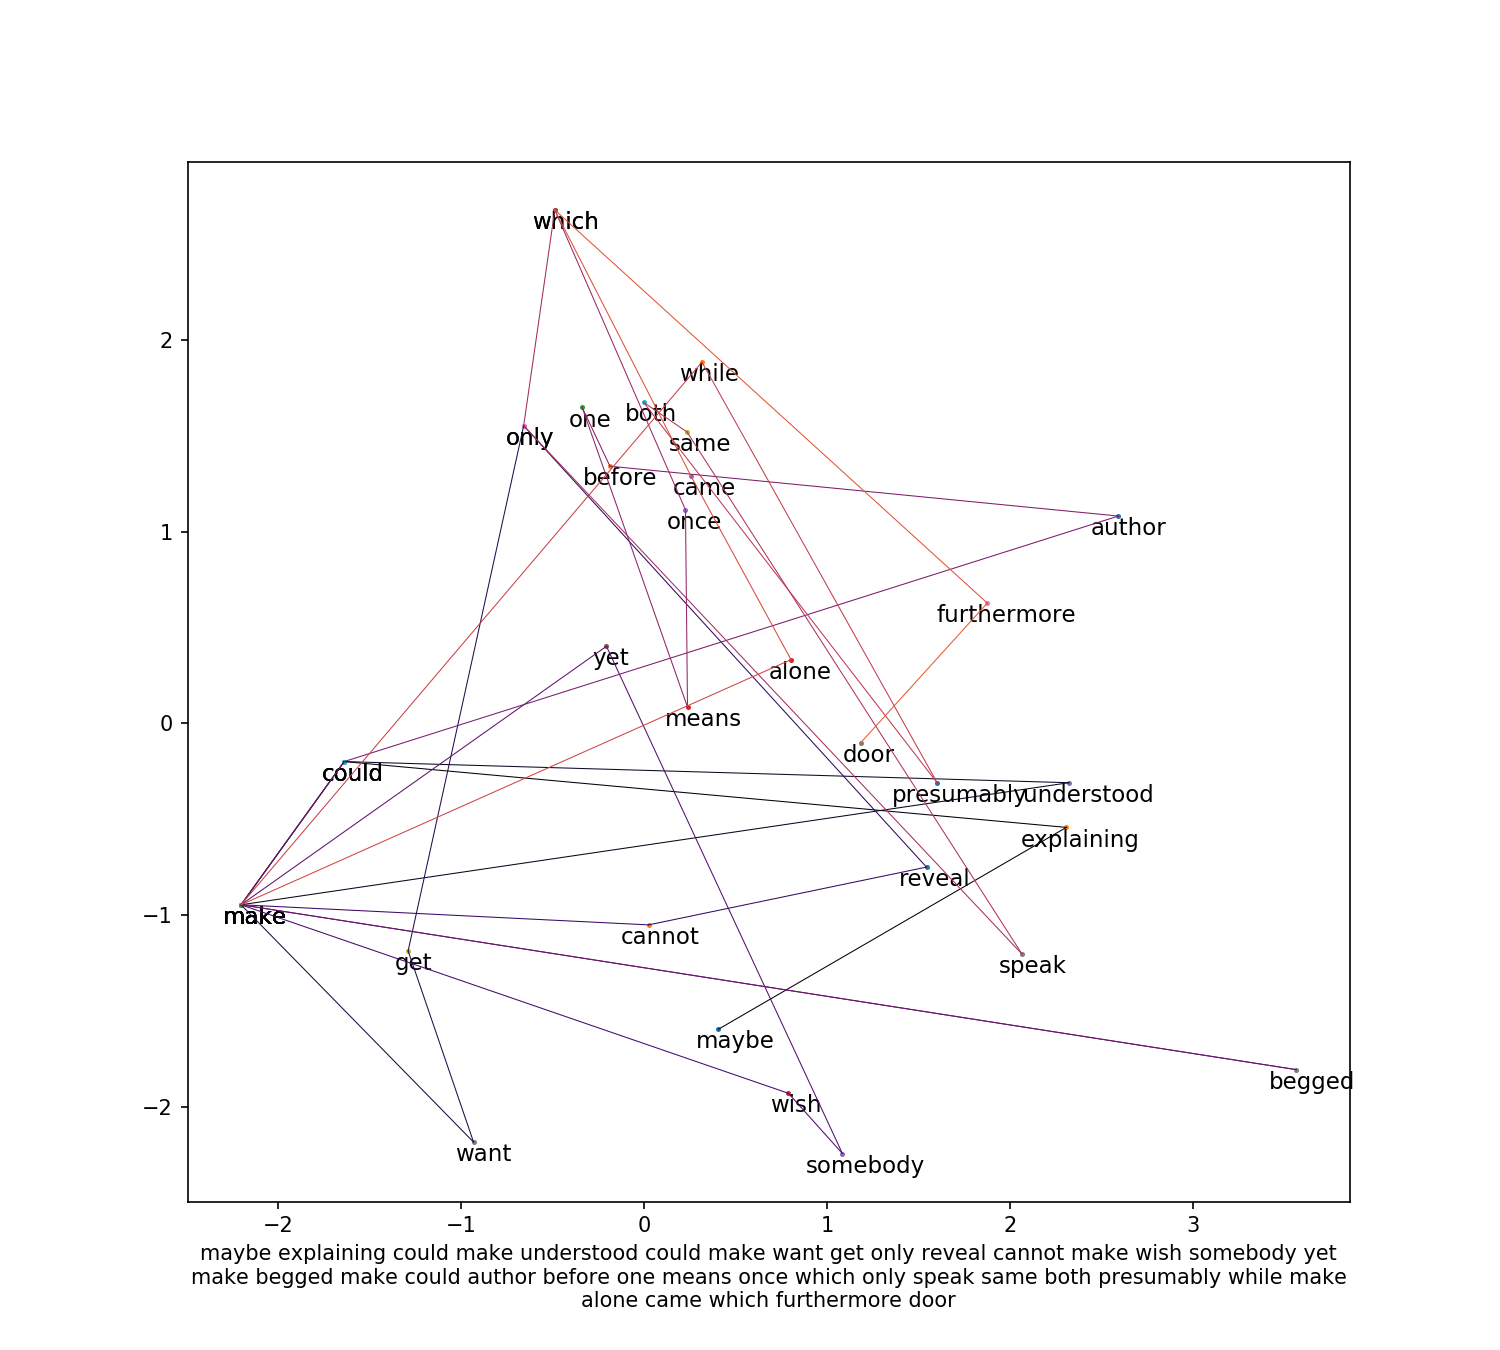 which
while
one
both
only
same
before
came
once
author
furthermore
yet
alone
means
door
could
presumably
understood
explaining
reveal
make
cannot
get
speak
maybe
begged
wish
want
somebody
2
1
0
−1
−2
−2
−1
0
1
2
3
maybe explaining could make understood could make want get only reveal cannot make wish somebody yet
make begged make could author before one means once which only speak same both presumably while make
alone came which furthermore door